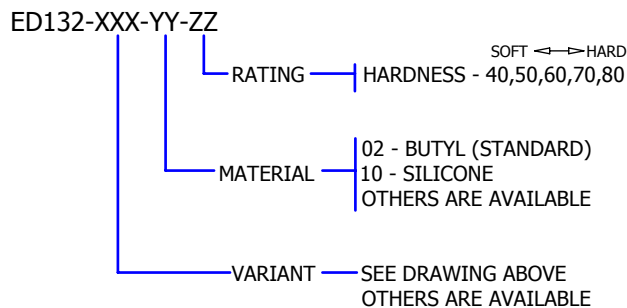 ED132-XXX-YY-ZZ
SOFT HARD
RATING HARDNESS - 40,50,60,70,80
02 - BUTYL (STANDARD)
MATERIAL 10 - SILICONE
OTHERS ARE AVAILABLE
VARIANT SEE DRAWING ABOVE
OTHERS ARE AVAILABLE